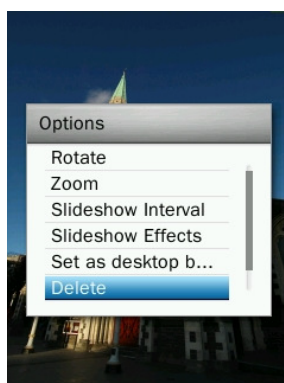 Options
Rotate
Zoom
Slideshow Interval
Slideshow Effects
Set as desktop b...
Delete